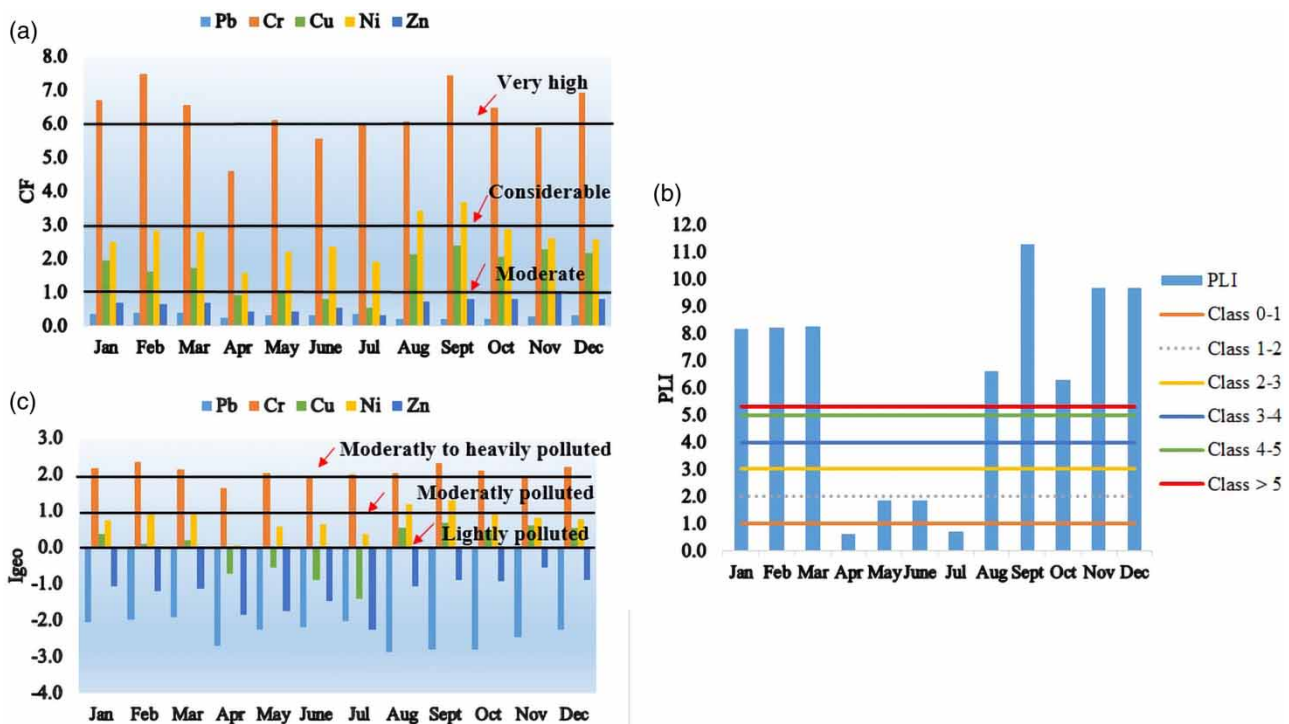 (a)
Pb Cr Cu Ni Zn
CF
8.0
7.0
6.0
5.0
4.0
3.0
2.0
1.0
0.0
Very high
Considerable
Moderate
Jan Feb Mar Apr May June Jul Aug Sept Oct Nov Dec
(c)
Pb Cr Cu Ni Zn
Igeo
3.0
2.0
1.0
0.0
-1.0
-2.0
-3.0
-4.0
Moderatly to heavily polluted
Moderatly polluted
Lightly polluted
Jan Feb Mar Apr May June Jul Aug Sept Oct Nov Dec
(b)
PLI
12.0
11.0
10.0
9.0
8.0
7.0
6.0
5.0
4.0
3.0
2.0
1.0
0.0
Jan Feb Mar Apr May June Jul Aug Sept Oct Nov Dec
PLI
Class 0-1
Class 1-2
Class 2-3
Class 3-4
Class 4-5
Class > 5